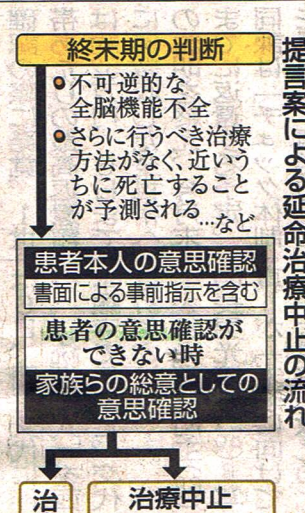 提言案による延命治療中止の流れ
終末期の判断
●不可逆的な
全脳機能不全
●さらに行うべき治療
方法がなく、近いう
ちに死亡すること
が予測される…など
患者本人の意思確認
書面による事前指示を含む
患者の意思確認が
できない時
家族らの総意としての
意思確認
治
治療中止